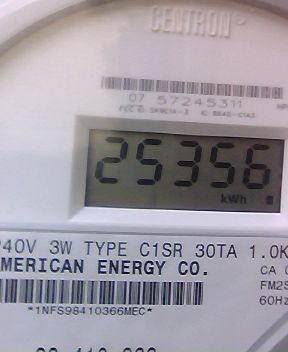 CENTRON®
07 57245311
25356
kWh
240V 3W TYPE C1SR 30TA 1.0K
AMERICAN ENERGY CO.
CA
FM2S
60Hz
*1NFS98410366MEC*